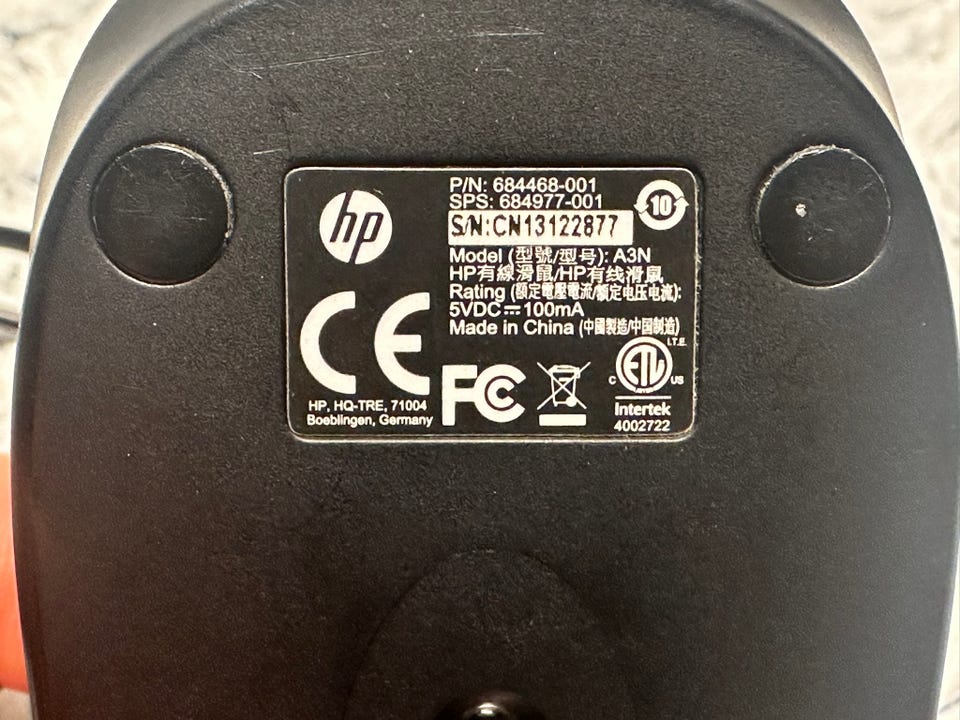 hp
P/N: 684468-001
SPS: 684977-001
10
S/N:CN13122877
Model (型號/型号): A3N
HP有線滑鼠/HP有线滑鼠
Rating (額定電壓電流/额定电压电流):
5VDC⎓100mA
Made in China (中國製造/中国制造)
CE
HP, HQ-TRE, 71004
Boeblingen, Germany
FC
I.T.E.
ETL
C US
Intertek
4002722